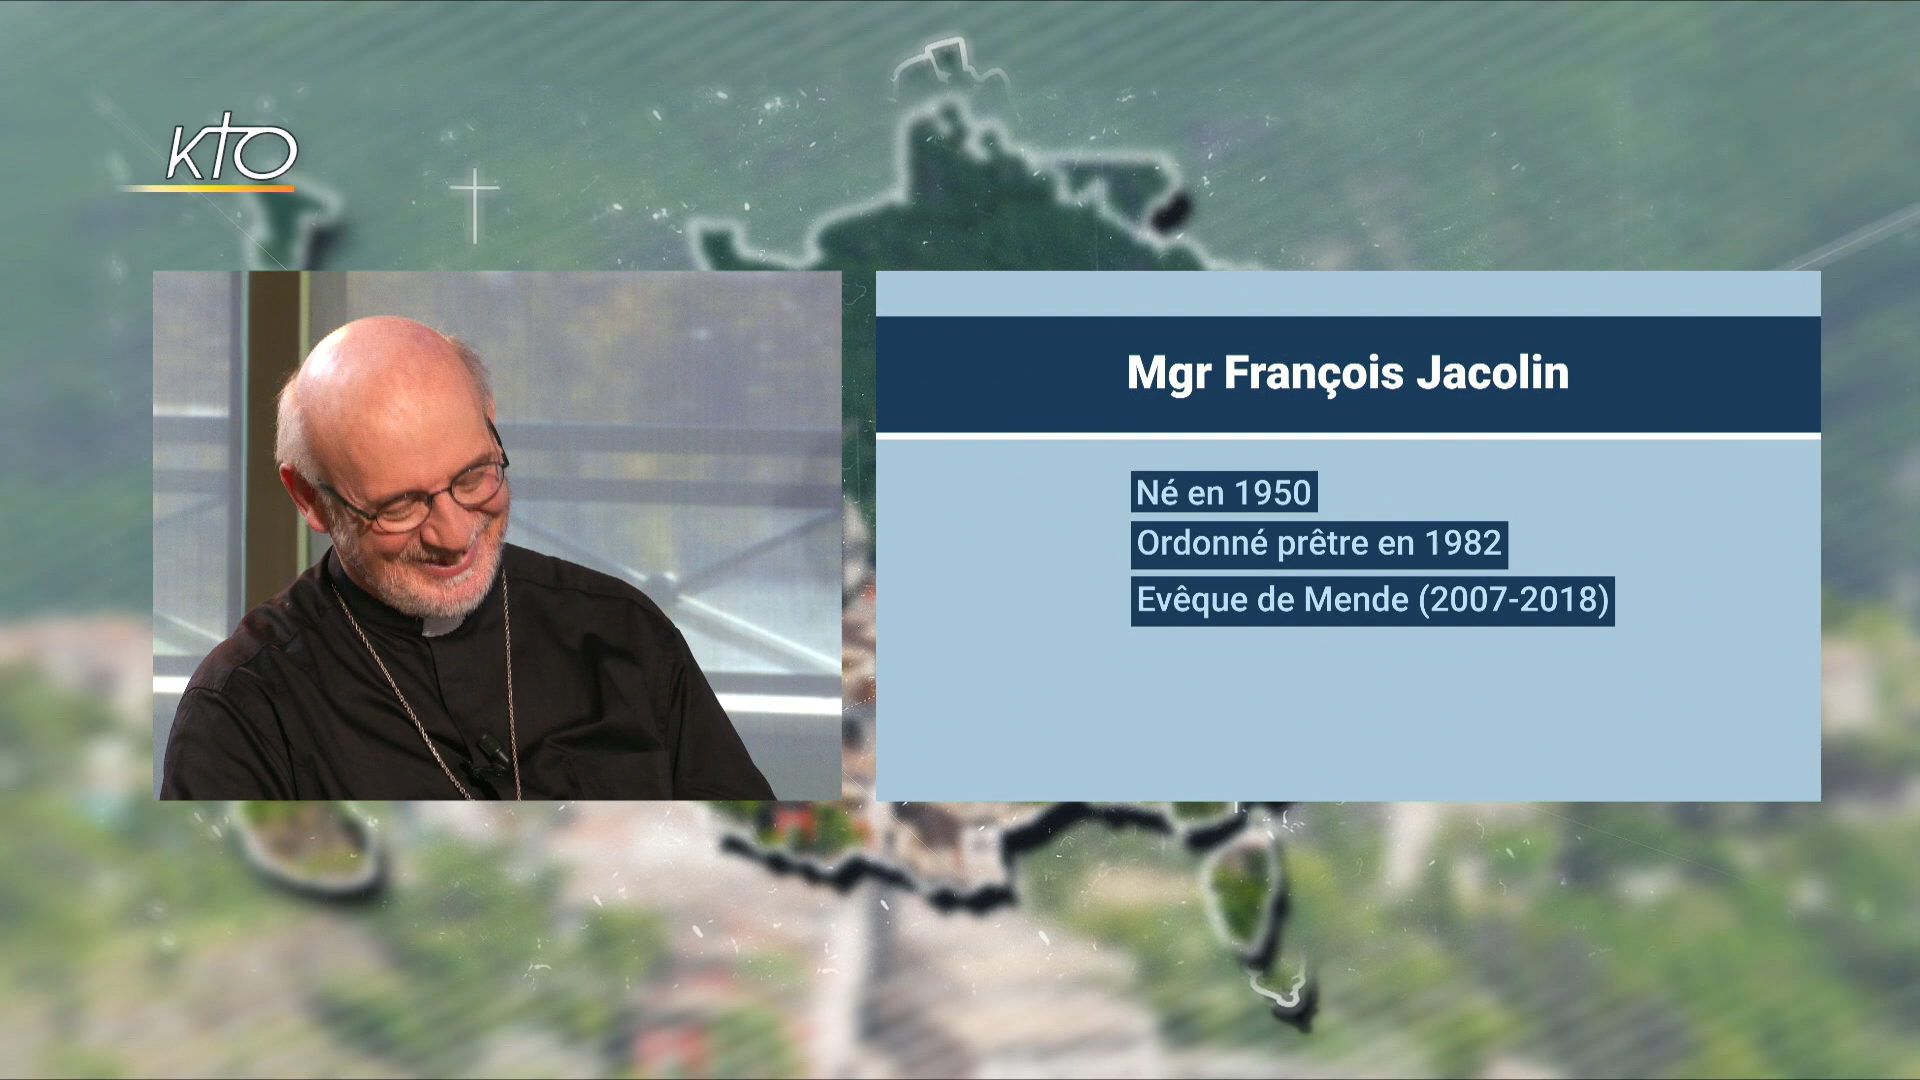 KTO
Mgr François Jacolin
Né en 1950
Ordonné prêtre en 1982
Evêque de Mende (2007-2018)